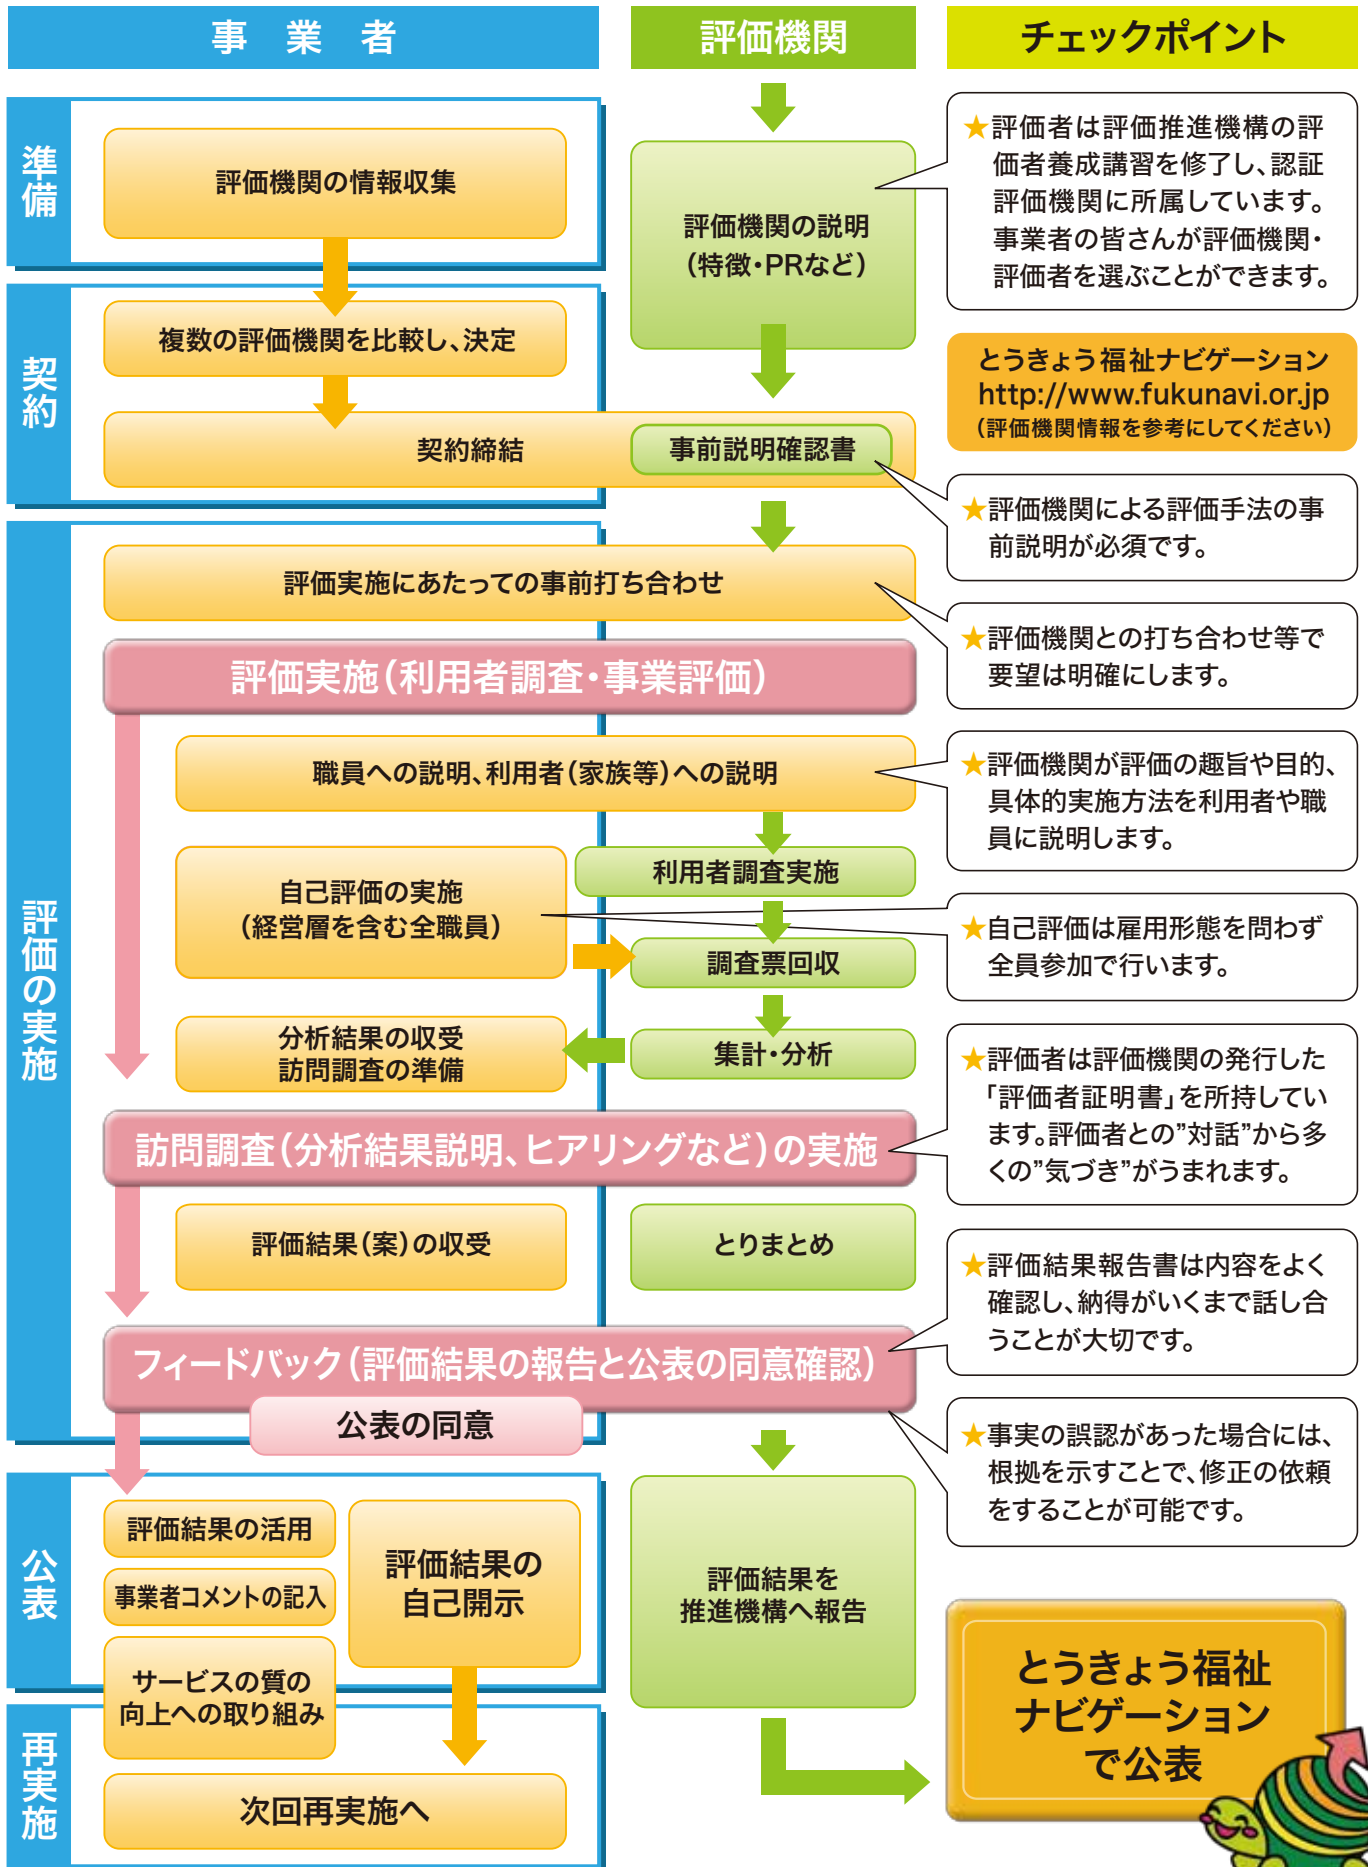 事業者
評価機関
チェックポイント
準備
評価機関の情報収集
評価機関の説明
(特徴・PRなど)
★評価者は評価推進機構の評
価者養成講習を修了し、認証
評価機関に所属しています。
事業者の皆さんが評価機関・
評価者を選ぶことができます。
契約
複数の評価機関を比較し、決定
とうきょう福祉ナビゲーション
http://www.fukunavi.or.jp
(評価機関情報を参考にしてください)
契約締結
事前説明確認書
★評価機関による評価手法の事
前説明が必須です。
評価の実施
評価実施にあたっての事前打ち合わせ
★評価機関との打ち合わせ等で
要望は明確にします。
評価実施(利用者調査・事業評価)
職員への説明、利用者(家族等)への説明
★評価機関が評価の趣旨や目的、
具体的実施方法を利用者や職
員に説明します。
自己評価の実施
(経営層を含む全職員)
利用者調査実施
調査票回収
★自己評価は雇用形態を問わず
全員参加で行います。
分析結果の収受
訪問調査の準備
集計・分析
★評価者は評価機関の発行した
「評価者証明書」を所持してい
ます。評価者との”対話”から多
くの”気づき”がうまれます。
訪問調査(分析結果説明、ヒアリングなど)の実施
評価結果(案)の収受
とりまとめ
★評価結果報告書は内容をよく
確認し、納得がいくまで話し合
うことが大切です。
フィードバック(評価結果の報告と公表の同意確認)
公表の同意
★事実の誤認があった場合には、
根拠を示すことで、修正の依頼
をすることが可能です。
公表
評価結果の活用
事業者コメントの記入
サービスの質の
向上への取り組み
評価結果の
自己開示
評価結果を
推進機構へ報告
とうきょう福祉
ナビゲーション
で公表
再実施
次回再実施へ